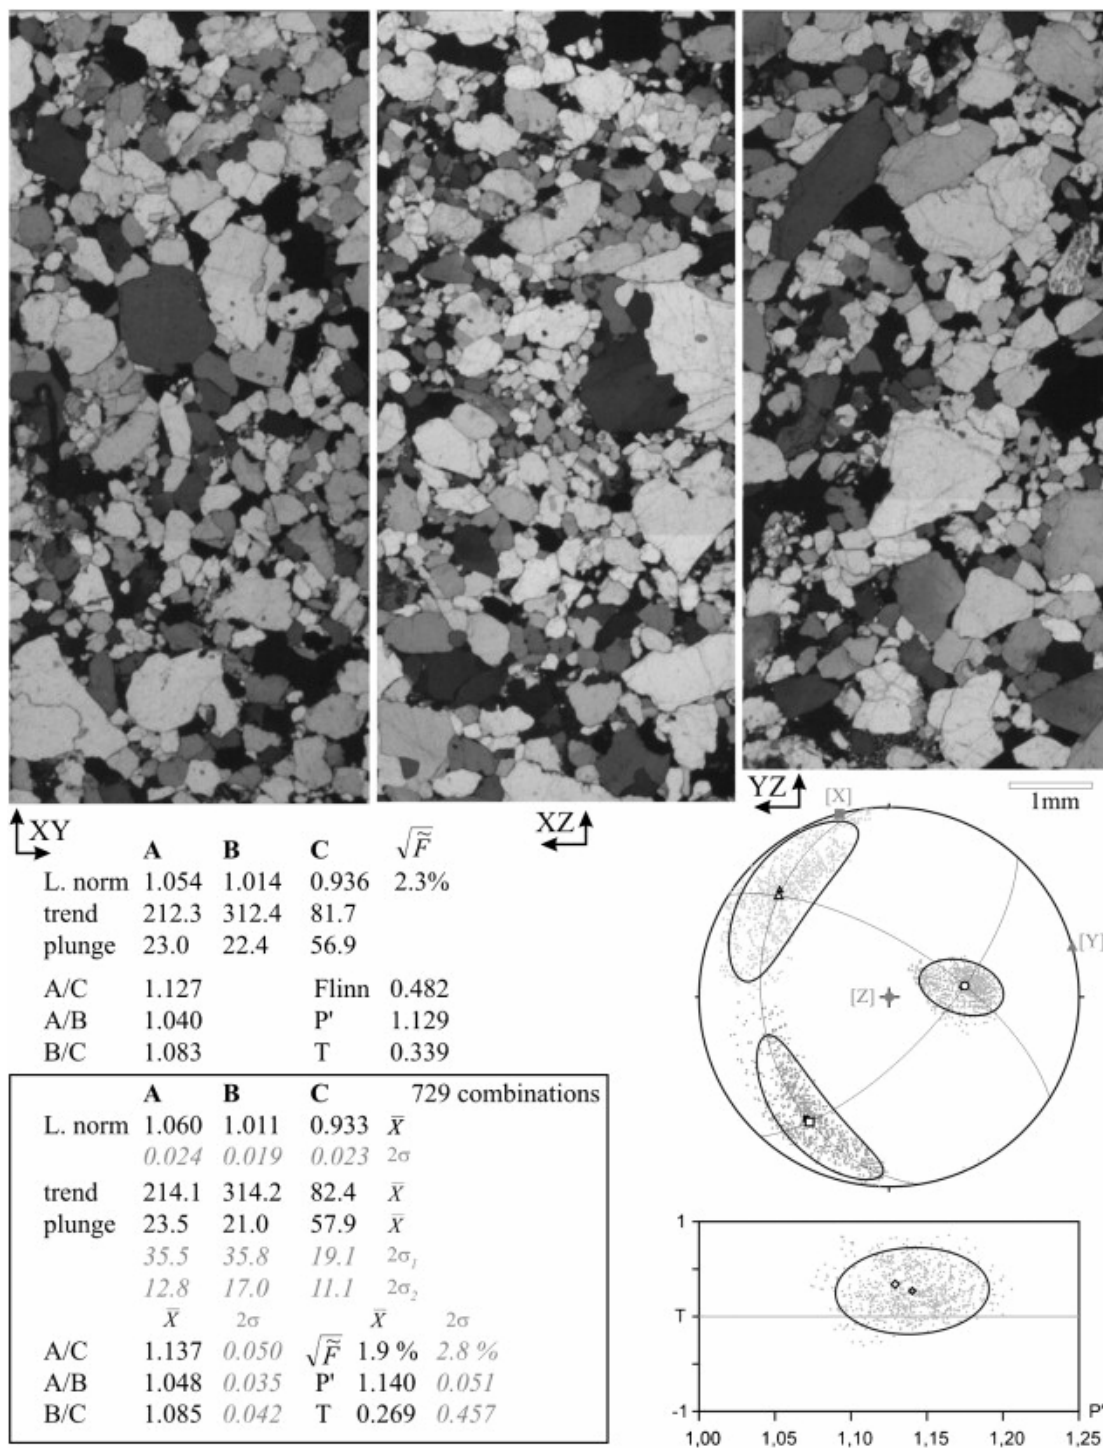 XY
XZ
YZ
1mm
A B C √F̃
L. norm 1.054 1.014 0.936 2.3%
trend 212.3 312.4 81.7
plunge 23.0 22.4 56.9
A/C 1.127 Flinn 0.482
A/B 1.040 P' 1.129
B/C 1.083 T 0.339
A B C 729 combinations
L. norm 1.060 1.011 0.933 X̄
0.024 0.019 0.023 2σ
trend 214.1 314.2 82.4 X̄
plunge 23.5 21.0 57.9 X̄
35.5 35.8 19.1 2σ₁
12.8 17.0 11.1 2σ₂
X̄ 2σ X̄ 2σ
A/C 1.137 0.050 √F̃ 1.9 % 2.8 %
A/B 1.048 0.035 P' 1.140 0.051
B/C 1.085 0.042 T 0.269 0.457
[X]
[Y]
[Z]
1
T
-1
P'
1,00 1,05 1,10 1,15 1,20 1,25